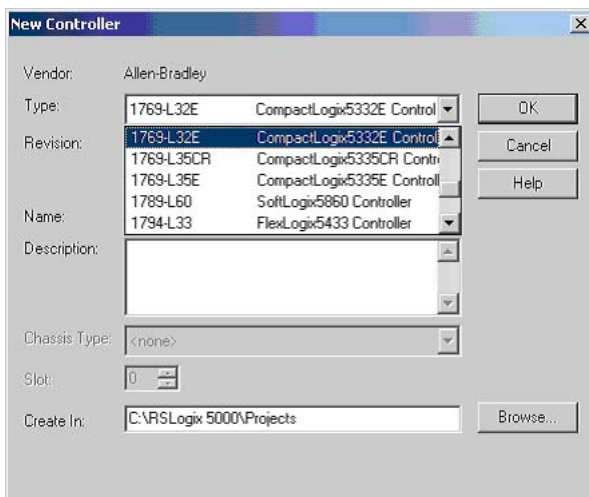 New Controller
Vendor: Allen-Bradley
Type: 1769-L32E CompactLogix5332E Control
OK
1769-L32E CompactLogix5332E Control
Revision:
Cancel
1769-L35CR CompactLogix5335CR Contr
1769-L35E CompactLogix5335E Controll
Help
1789-L60 SoftLogix5860 Controller
Name:
1794-L33 FlexLogix5433 Controller
Description:
Chassis Type: <none>
Slot: 0
Create In: C:\RSLogix 5000\Projects
Browse...